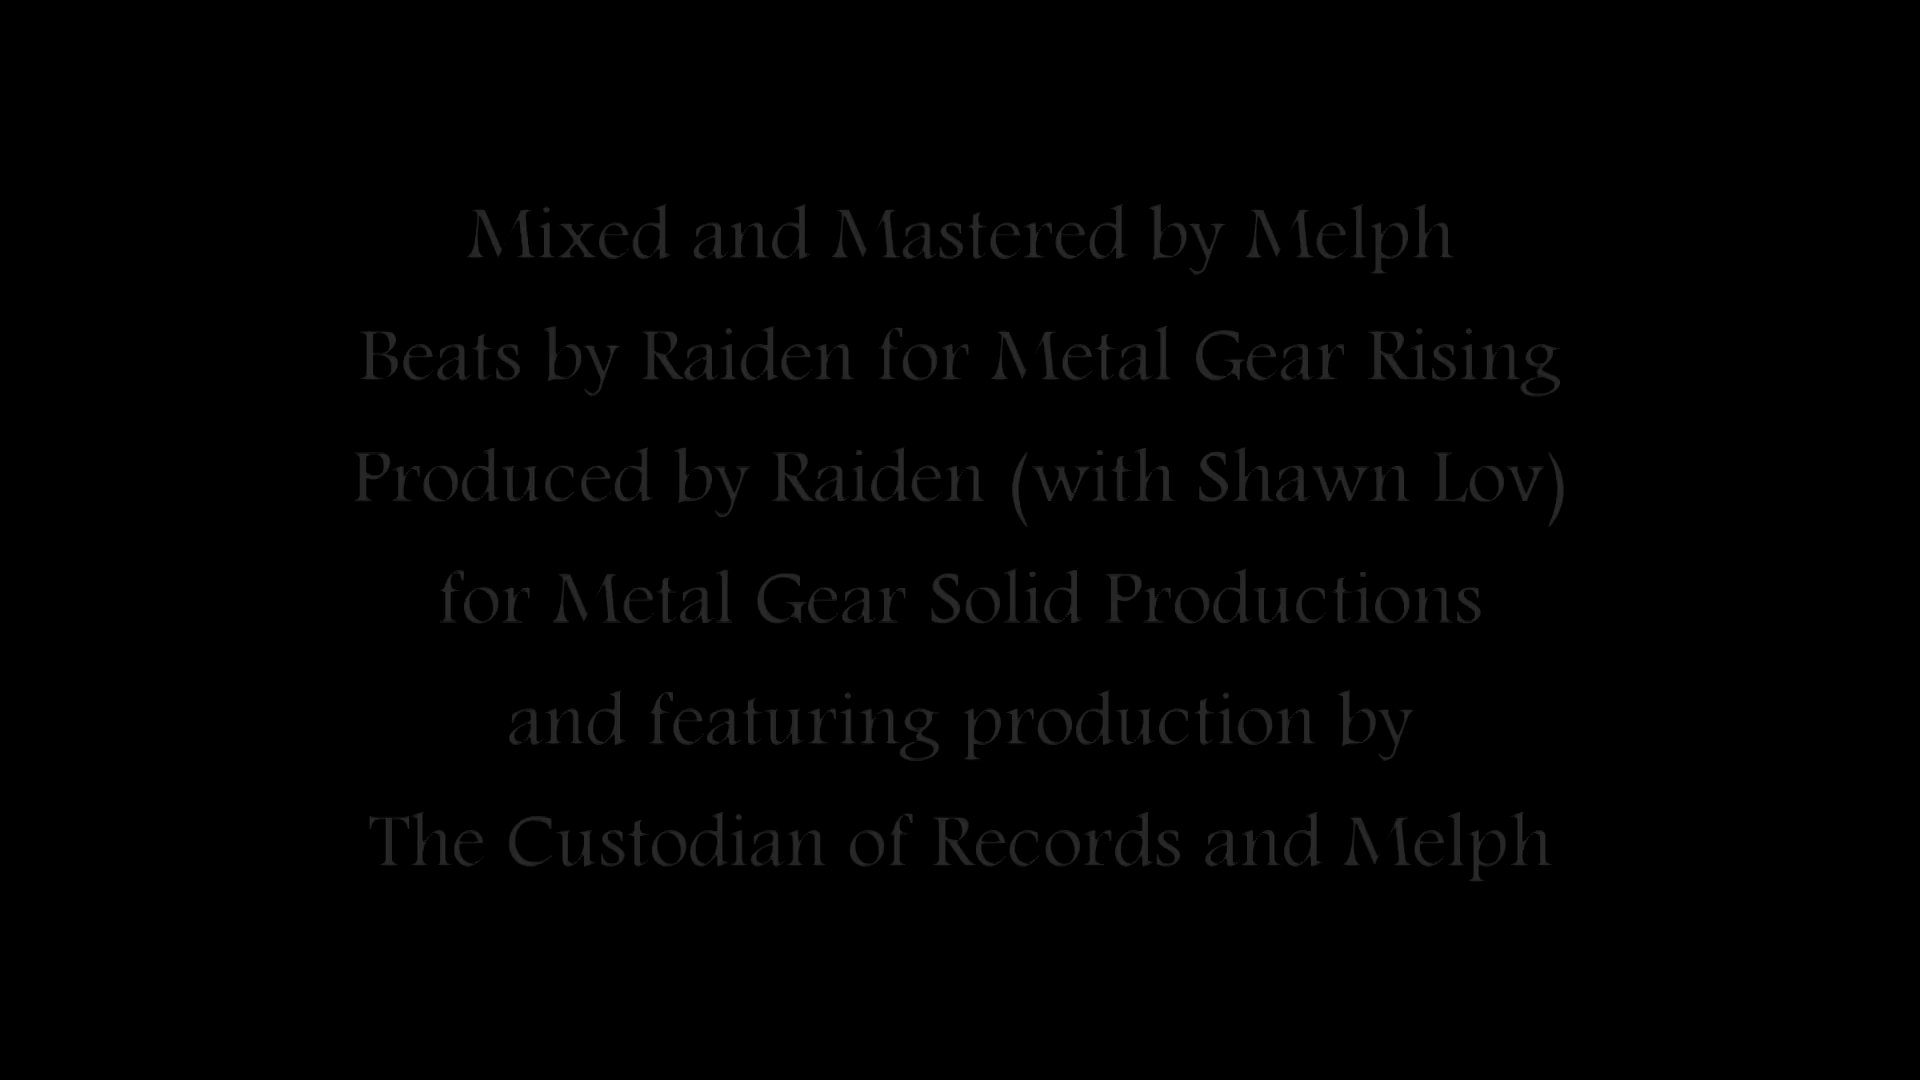 Mixed and Mastered by Melph
Beats by Raiden for Metal Gear Rising
Produced by Raiden (with Shawn Lov)
for Metal Gear Solid Productions
and featuring production by
The Custodian of Records and Melph